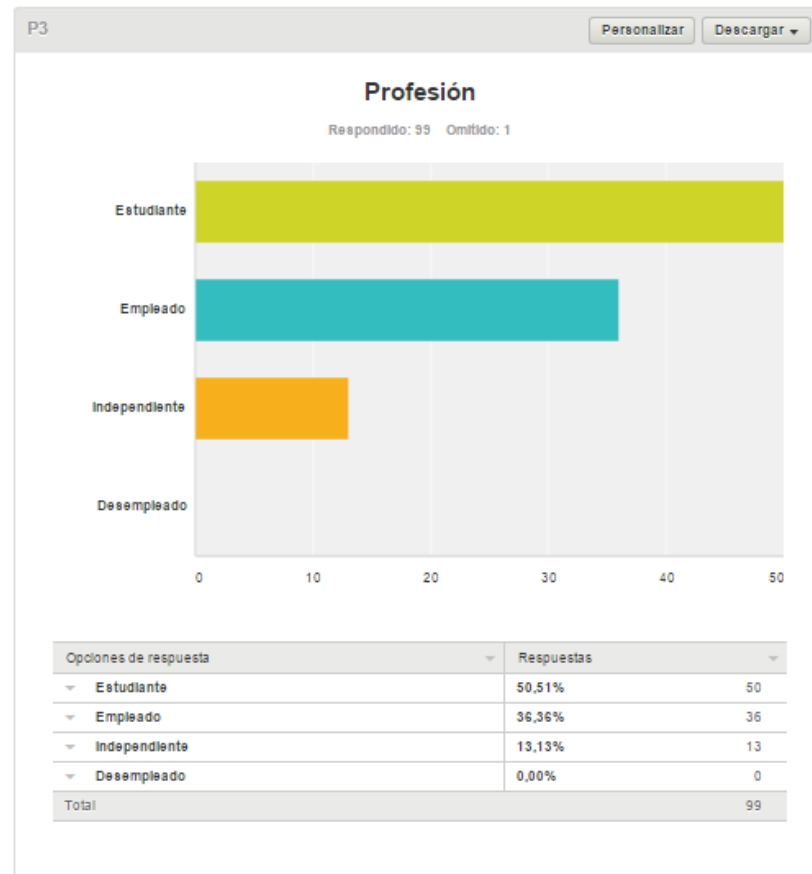 P3
Personalizar
Descargar
Profesión
Respondido: 99 Omitido: 1
Estudiante
Empleado
Independiente
Desempleado
0 10 20 30 40 50
Opciones de respuesta Respuestas
Estudiante 50,51% 50
Empleado 36,36% 36
Independiente 13,13% 13
Desempleado 0,00% 0
Total 99